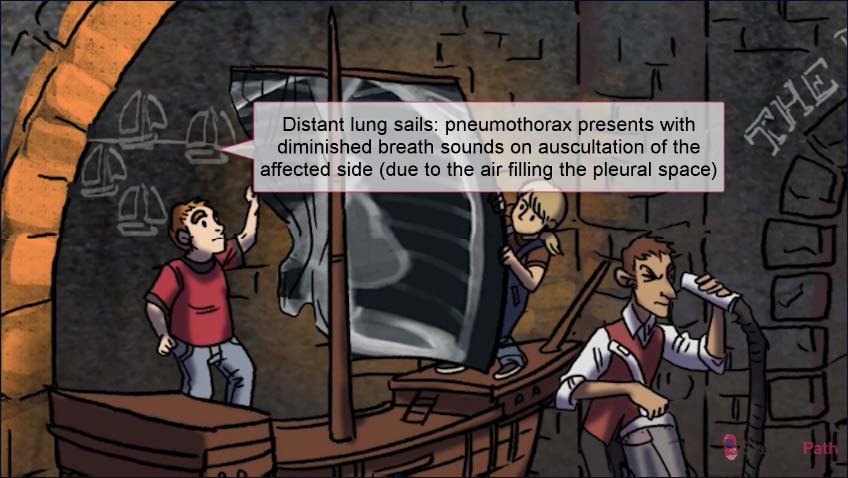 Distant lung sails: pneumothorax presents with
diminished breath sounds on auscultation of the
affected side (due to the air filling the pleural space)
THE
Path